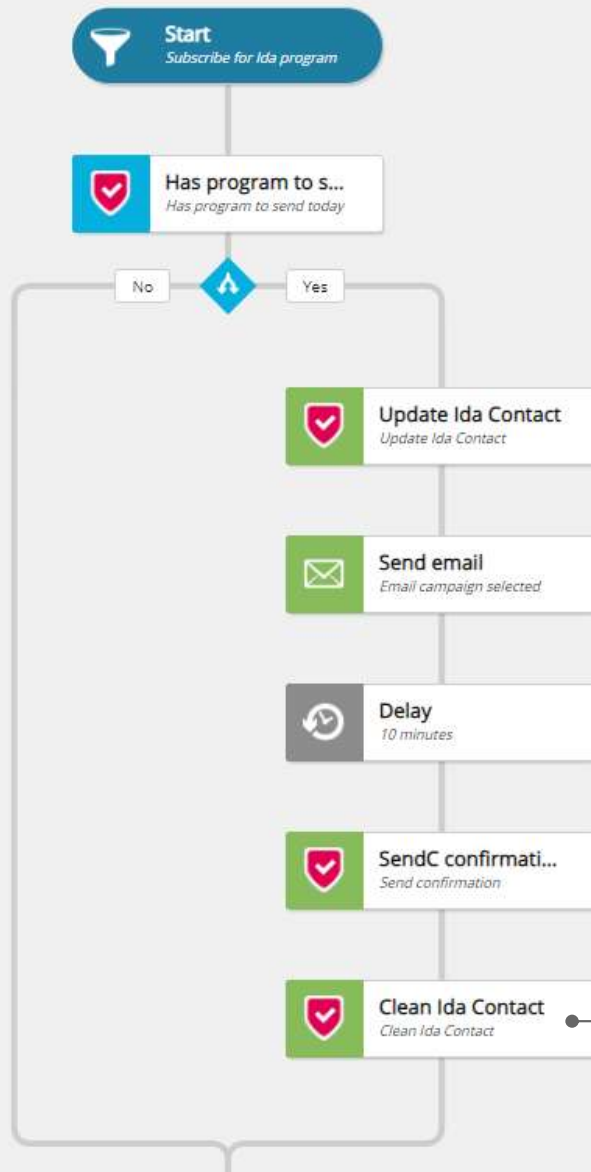 Start
Subscribe for Ida program
Has program to s...
Has program to send today
No
Yes
Update Ida Contact
Update Ida Contact
Send email
Email campaign selected
Delay
10 minutes
SendC confirmati...
Send confirmation
Clean Ida Contact
Clean Ida Contact